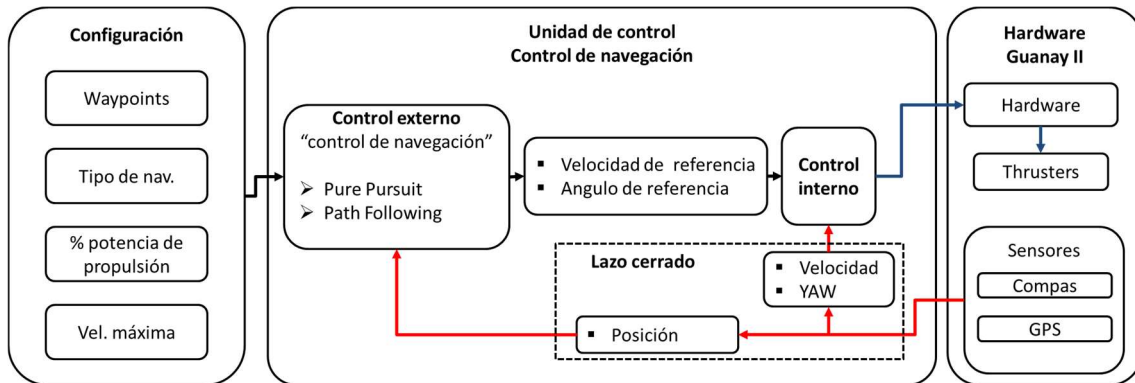 Configuración
Waypoints
Tipo de nav.
% potencia de
propulsión
Vel. máxima
Unidad de control
Control de navegación
Control externo
“control de navegación”
➢ Pure Pursuit
➢ Path Following
▪ Velocidad de referencia
▪ Angulo de referencia
Control
interno
Lazo cerrado
▪ Velocidad
▪ YAW
▪ Posición
Hardware
Guanay II
Hardware
Thrusters
Sensores
Compas
GPS